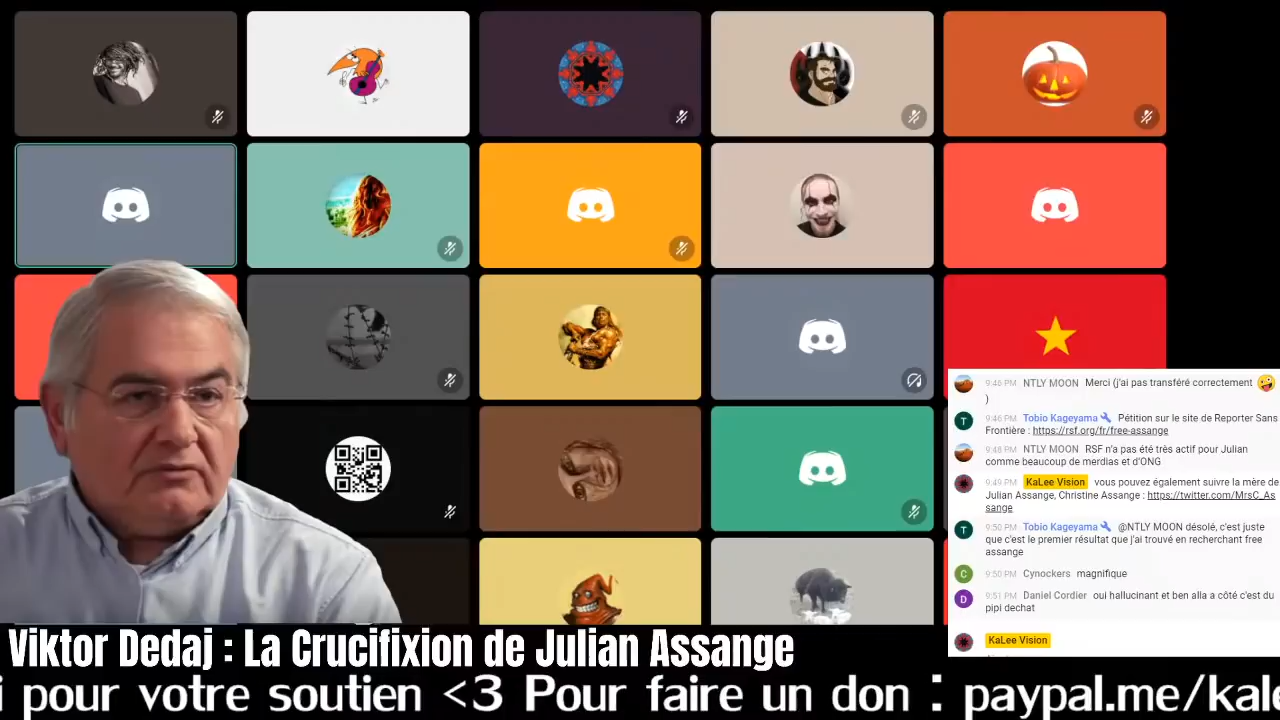 9:46 PM NTLY MOON Merci (j'ai pas transféré correctement 🤪
)
9:46 PM Tobio Kageyama Pétition sur le site de Reporter Sans
Frontière : https://rsf.org/fr/free-assange
9:48 PM NTLY MOON RSF n'a pas été très actif pour Julian
comme beaucoup de merdias et d'ONG
9:49 PM KaLee Vision vous pouvez également suivre la mère de
Julian Assange, Christine Assange : https://twitter.com/MrsC_As
sange
T 9:50 PM Tobio Kageyama @NTLY MOON désolé, c'est juste
que c'est le premier résultat que j'ai trouvé en recherchant free
assange
C 9:50 PM Cynockers magnifique
D 9:51 PM Daniel Cordier oui hallucinant et ben alla a côté c'est du
pipi dechat
KaLee Vision
Viktor Dedaj : La Crucifixion de Julian Assange
i pour votre soutien <3 Pour faire un don : paypal.me/kale